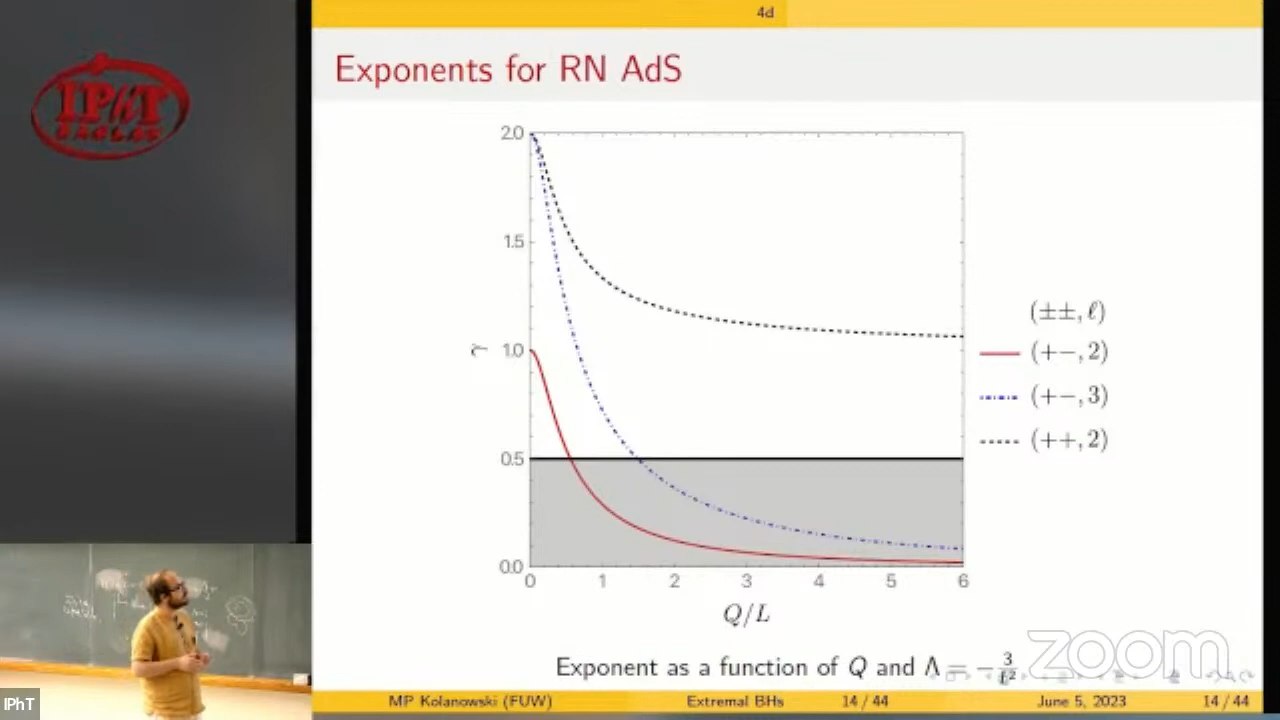 IPhT
SACLAY
4d
Exponents for RN AdS
2.0
1.5
1.0
0.5
0.0
γ
0
1
2
3
4
5
6
Q/L
(±±, ℓ)
(+−, 2)
(+−, 3)
(++, 2)
Exponent as a function of Q and Λ = −3/L²
zoom
MP Kolanowski (FUW)
Extremal BHs
14 / 44
June 5, 2023
14 / 44
IPhT